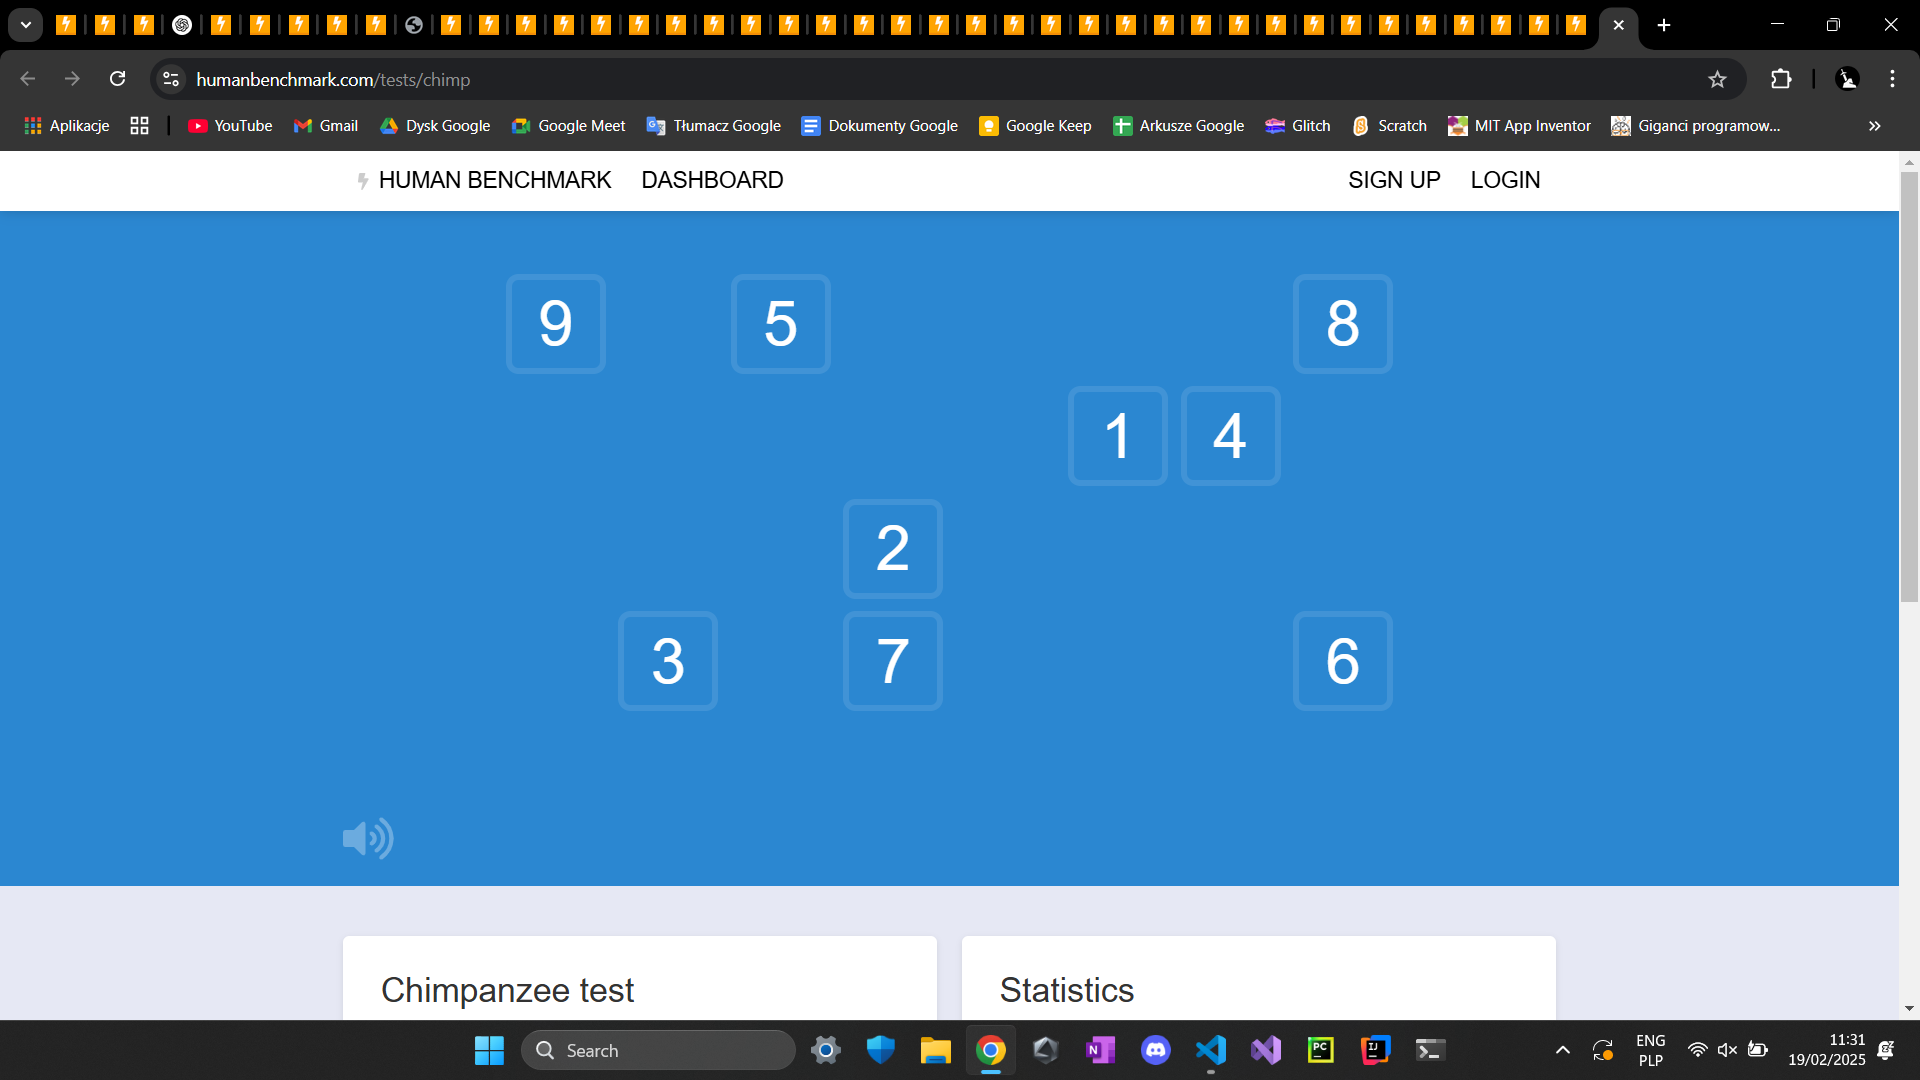 humanbenchmark.com/tests/chimp
Aplikacje YouTube Gmail Dysk Google Google Meet Tłumacz Google Dokumenty Google Google Keep Arkusze Google Glitch Scratch MIT App Inventor Giganci programow...
HUMAN BENCHMARK DASHBOARD SIGN UP LOGIN
9 5 8
1 4
2
3 7 6
Chimpanzee test Statistics
Search
ENG 11:31
PLP 19/02/2025